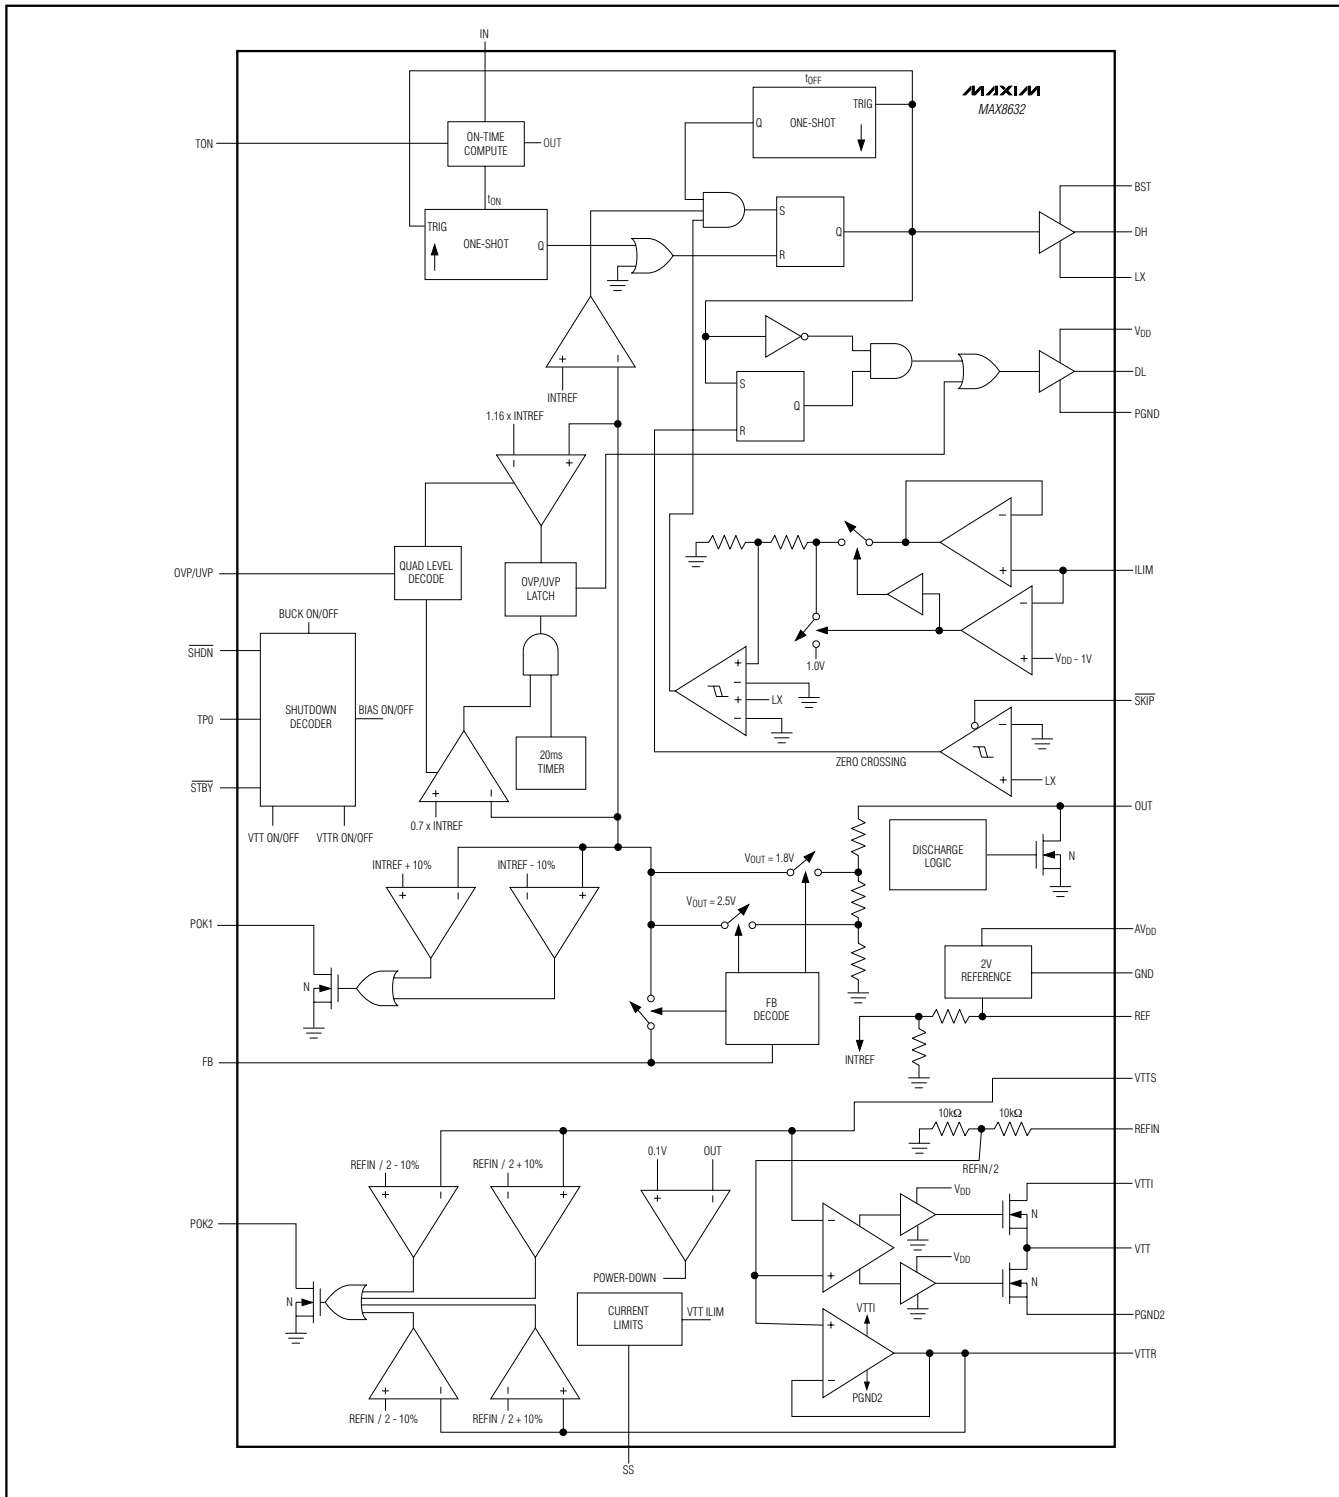 IN
tOFF
MAXIM
MAX8632
TRIG
Q
ONE-SHOT
TON
ON-TIME
COMPUTE
OUT
tON
BST
TRIG
ONE-SHOT
Q
S
Q
R
DH
LX
+
−
INTREF
VDD
DL
PGND
S
Q
R
1.16 x INTREF
−
+
−
+
ILIM
OVP/UVP
QUAD LEVEL
DECODE
OVP/UVP
LATCH
−
+
VDD - 1V
1.0V
BUCK ON/OFF
SHDN
TP0
STBY
SHUTDOWN
DECODER
BIAS ON/OFF
VTT ON/OFF
VTTR ON/OFF
20ms
TIMER
+
−
0.7 x INTREF
+
−
+
−
LX
SKIP
−
+
LX
ZERO CROSSING
OUT
DISCHARGE
LOGIC
N
VOUT = 1.8V
VOUT = 2.5V
INTREF + 10%
INTREF - 10%
+
−
−
+
POK1
N
FB
DECODE
FB
AVDD
2V
REFERENCE
GND
REF
INTREF
VTTS
10kΩ
10kΩ
REFIN
REFIN/2
REFIN / 2 - 10%
REFIN / 2 + 10%
0.1V
OUT
+
−
−
+
+
−
POK2
N
POWER-DOWN
CURRENT
LIMITS
VTT ILIM
−
+
VDD
VDD
N
N
VTTI
VTT
PGND2
VTTI
+
−
PGND2
VTTR
+
−
−
+
REFIN / 2 - 10%
REFIN / 2 + 10%
SS